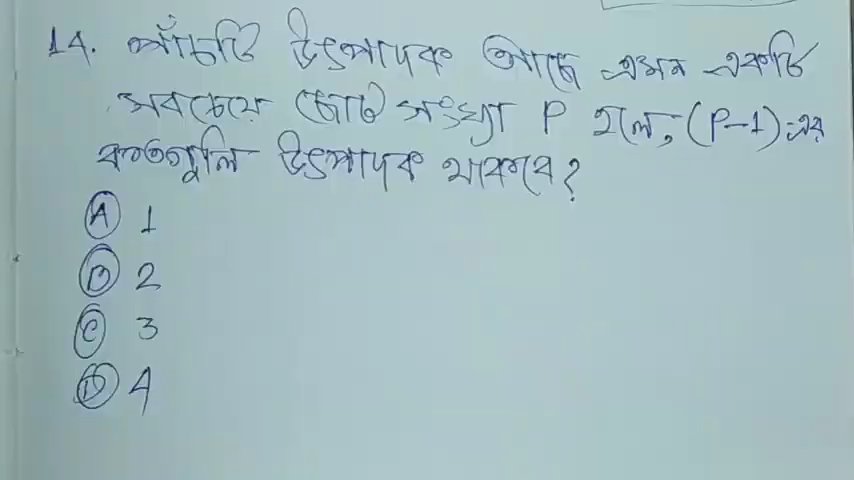 14. পাঁচটি উৎপাদক আছে এমন একটি
সবচেয়ে ছোট সংখ্যা P হলে, (P-1) এর
কতগুলি উৎপাদক থাকবে?
A 1
B 2
C 3
D 4